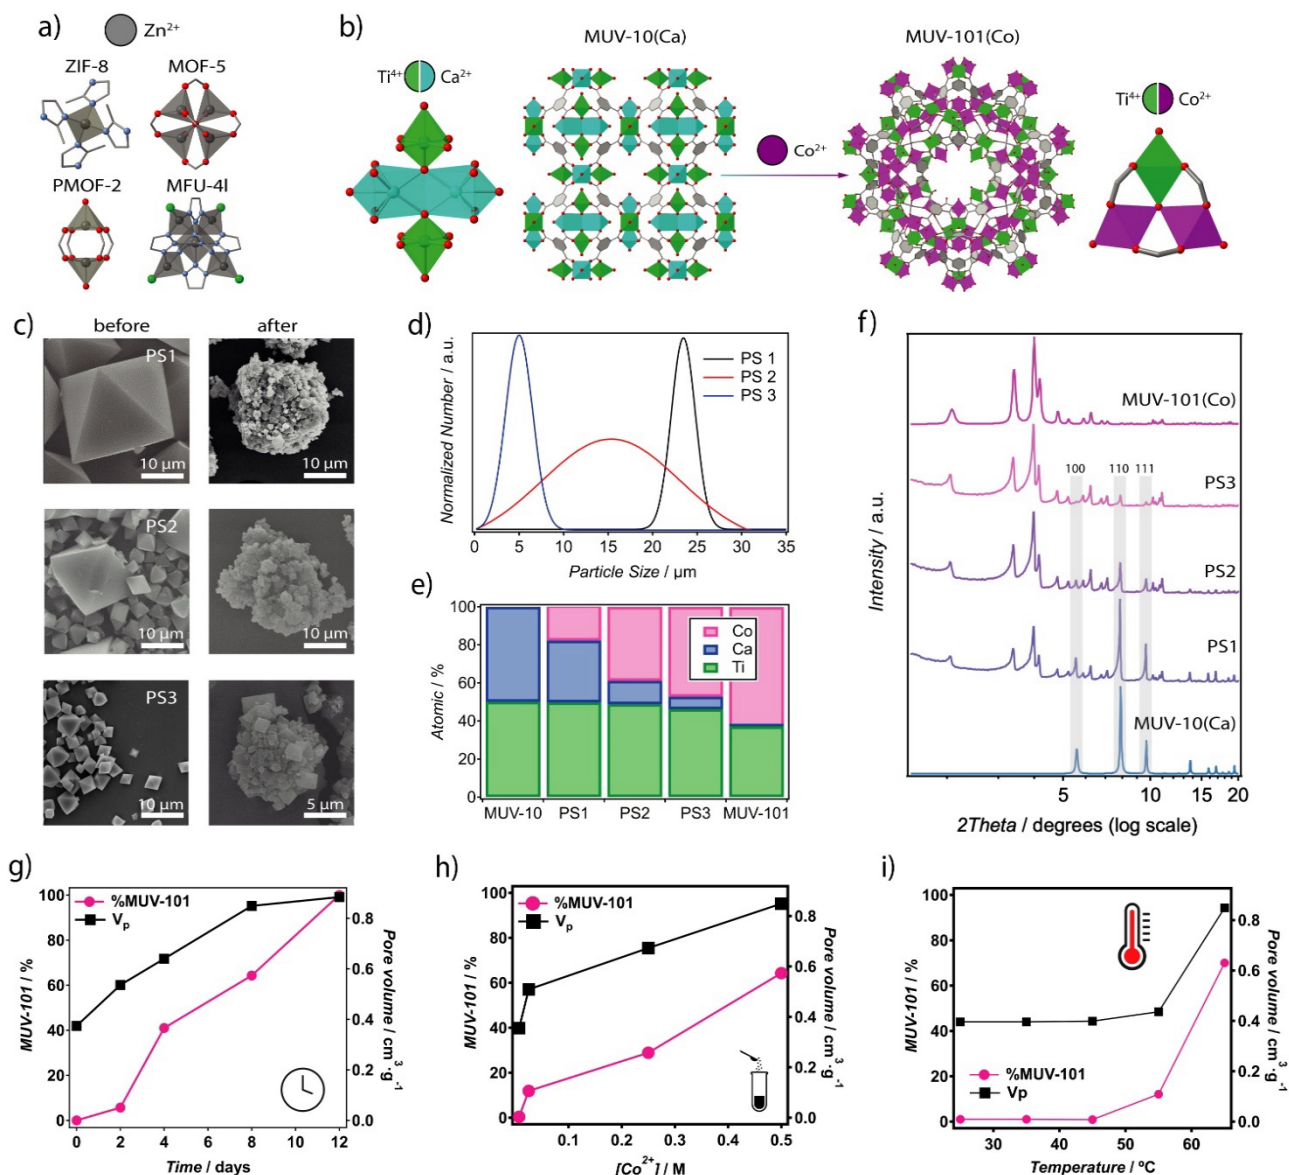 a)
Zn²⁺
ZIF-8
MOF-5
PMOF-2
MFU-4l
b)
MUV-10(Ca)
MUV-101(Co)
Ti⁴⁺
Ca²⁺
Co²⁺
Ti⁴⁺
Co²⁺
c)
before
after
PS1
10 µm
10 µm
PS2
10 µm
10 µm
PS3
10 µm
5 µm
d)
Normalized Number / a.u.
PS 1
PS 2
PS 3
0
5
10
15
20
25
30
35
Particle Size / µm
e)
Atomic / %
100
80
60
40
20
0
Co
Ca
Ti
MUV-10
PS1
PS2
PS3
MUV-101
f)
Intensity / a.u.
MUV-101(Co)
100
110
111
PS3
PS2
PS1
MUV-10(Ca)
5
10
15
20
2Theta / degrees (log scale)
g)
MUV-101 / %
100
80
60
40
20
0
%MUV-101
Vₚ
0.8
0.6
0.4
0.2
0.0
Pore volume / cm³·g⁻¹
0
2
4
6
8
10
12
Time / days
h)
MUV-101 / %
100
80
60
40
20
0
%MUV-101
Vₚ
0.8
0.6
0.4
0.2
0.0
Pore volume / cm³·g⁻¹
0.1
0.2
0.3
0.4
0.5
[Co²⁺] / M
i)
MUV-101 / %
100
80
60
40
20
0
%MUV-101
Vp
0.8
0.6
0.4
0.2
0.0
Pore volume / cm³·g⁻¹
30
40
50
60
Temperature / ºC